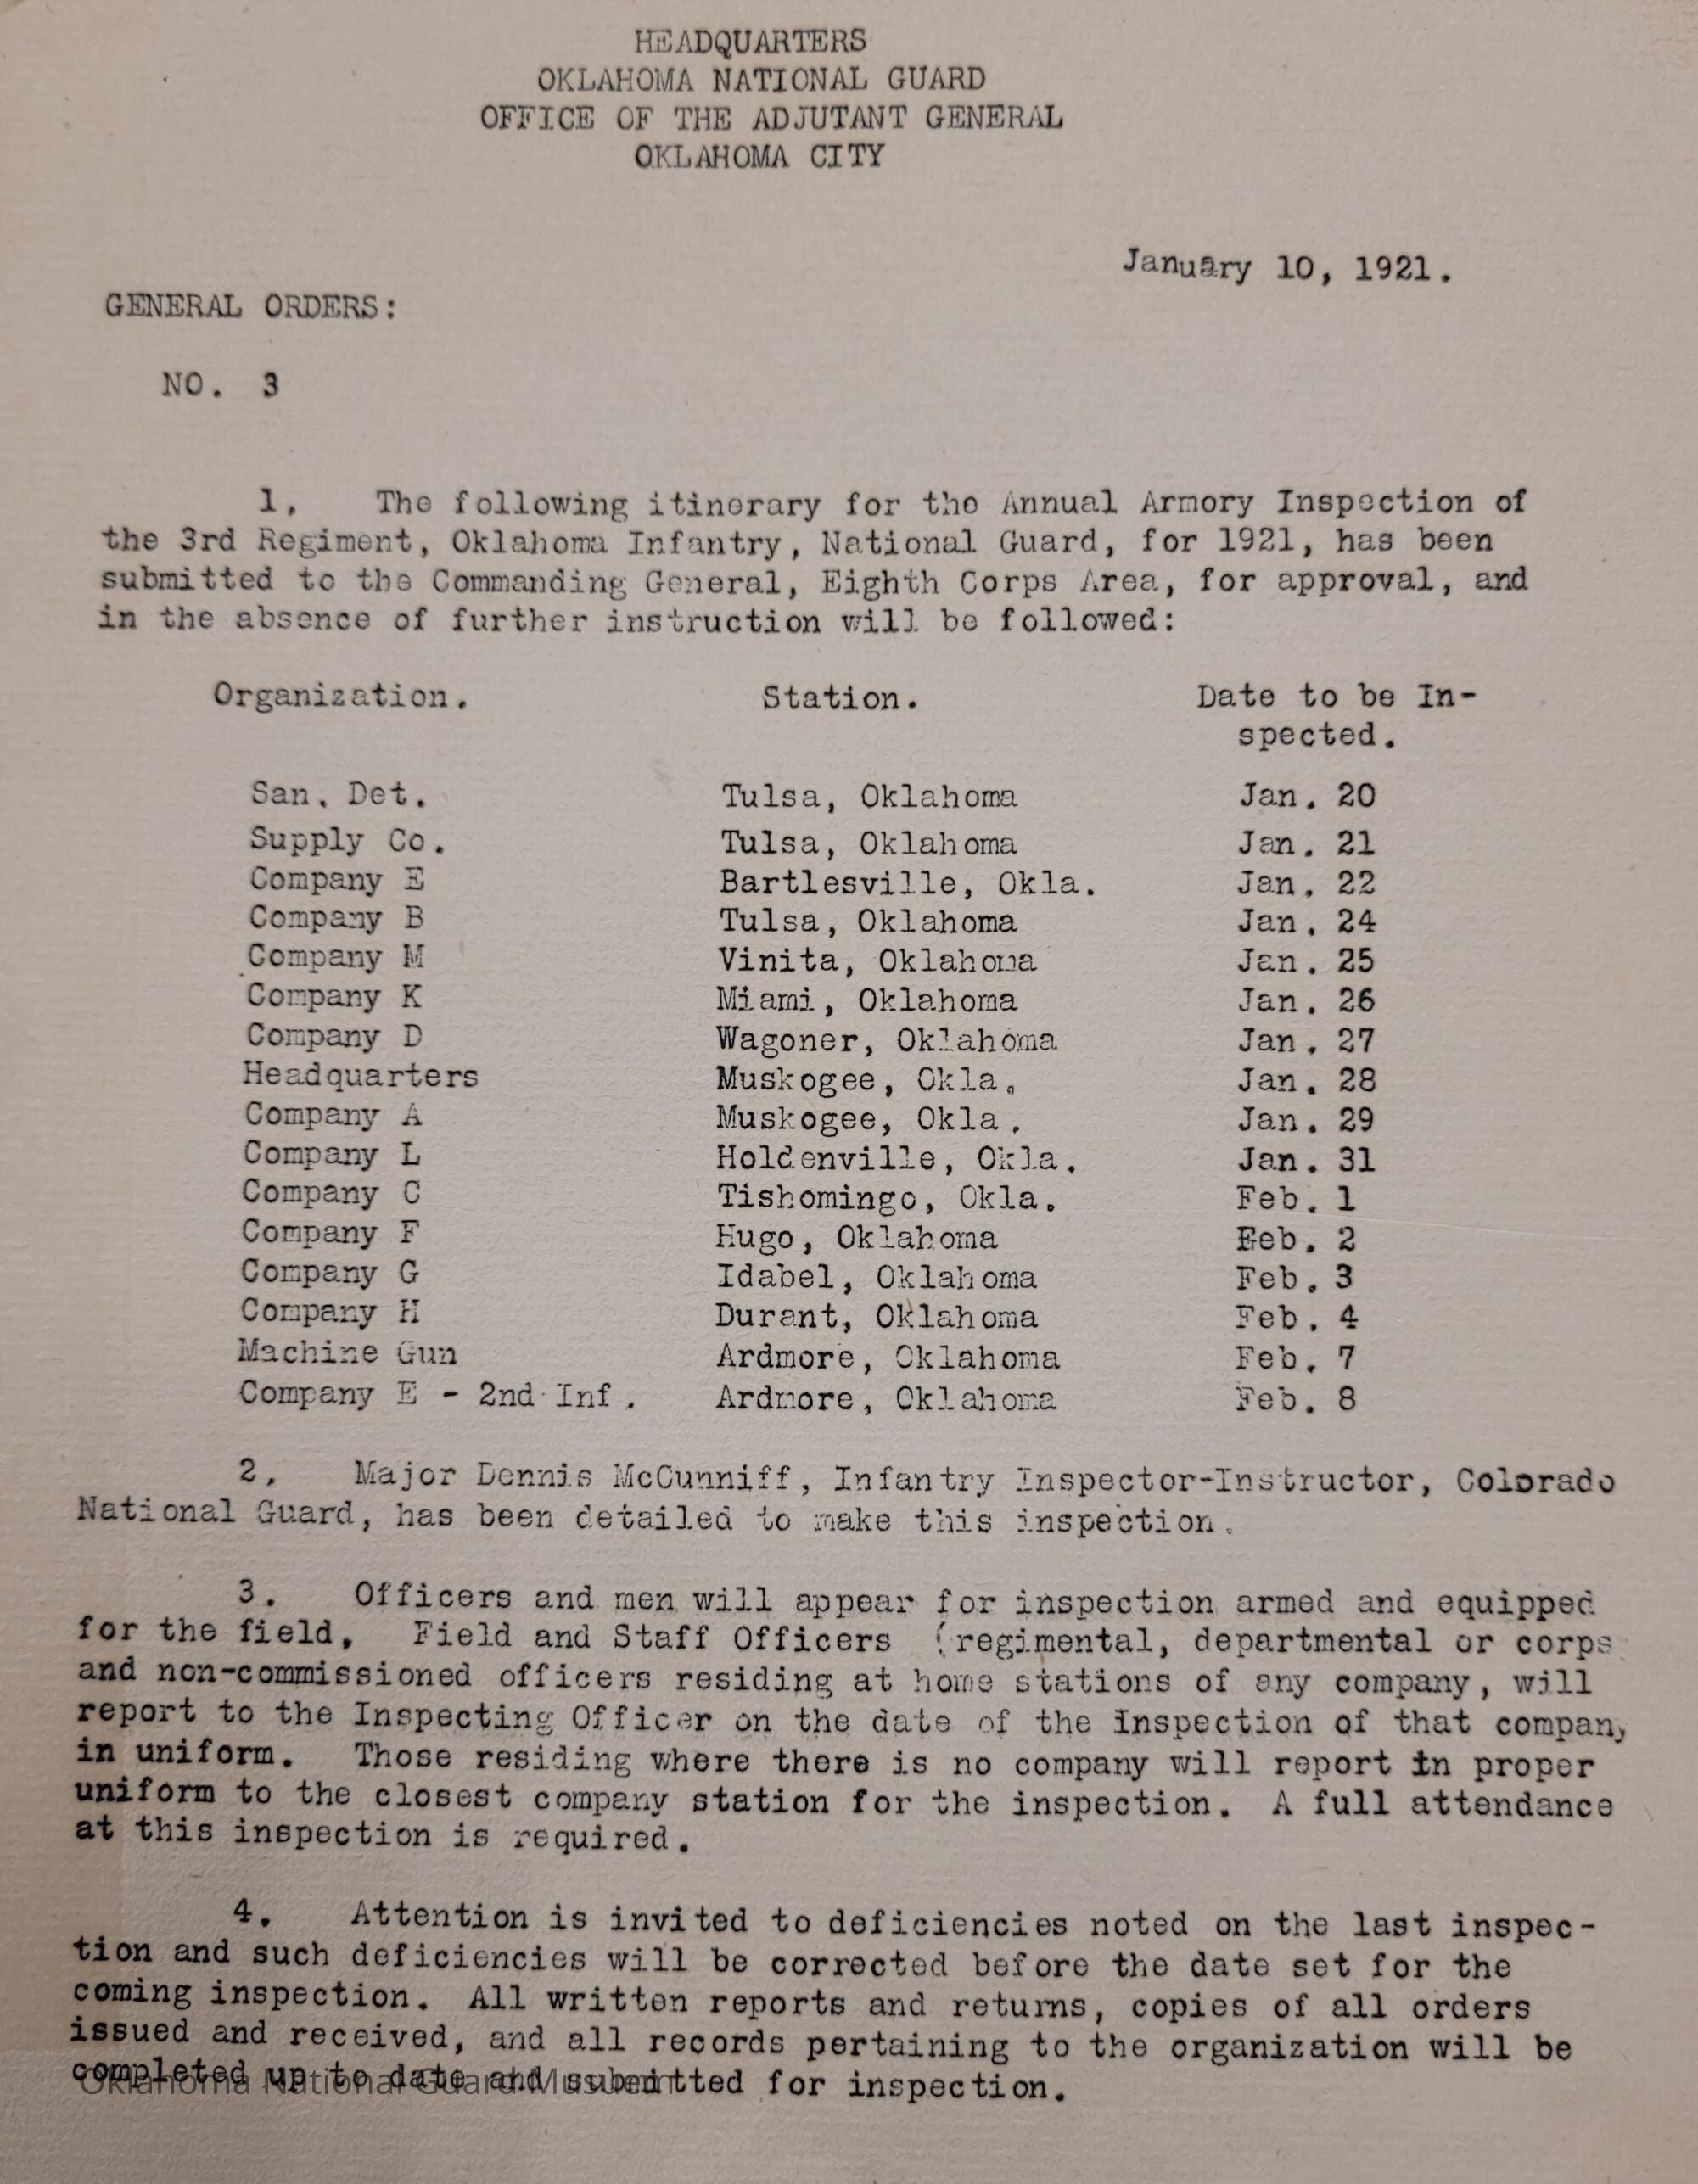 HEADQUARTERS
OKLAHOMA NATIONAL GUARD
OFFICE OF THE ADJUTANT GENERAL
OKLAHOMA CITY
January 10, 1921.
GENERAL ORDERS:
NO. 3
1. The following itinerary for the Annual Armory Inspection of
the 3rd Regiment, Oklahoma Infantry, National Guard, for 1921, has been
submitted to the Commanding General, Eighth Corps Area, for approval, and
in the absence of further instruction will be followed:
Organization. Station. Date to be In-
spected.
San. Det. Tulsa, Oklahoma Jan. 20
Supply Co. Tulsa, Oklahoma Jan. 21
Company E Bartlesville, Okla. Jan. 22
Company B Tulsa, Oklahoma Jan. 24
Company M Vinita, Oklahoma Jan. 25
Company K Miami, Oklahoma Jan. 26
Company D Wagoner, Oklahoma Jan. 27
Headquarters Muskogee, Okla. Jan. 28
Company A Muskogee, Okla. Jan. 29
Company L Holdenville, Okla. Jan. 31
Company C Tishomingo, Okla. Feb. 1
Company F Hugo, Oklahoma Feb. 2
Company G Idabel, Oklahoma Feb. 3
Company H Durant, Oklahoma Feb. 4
Machine Gun Ardmore, Oklahoma Feb. 7
Company E - 2nd Inf. Ardmore, Oklahoma Feb. 8
2. Major Dennis McCunniff, Infantry Inspector-Instructor, Colorado
National Guard, has been detailed to make this inspection.
3. Officers and men will appear for inspection armed and equipped
for the field. Field and Staff Officers (regimental, departmental or corps
and non-commissioned officers residing at home stations of any company, will
report to the Inspecting Officer on the date of the Inspection of that company
in uniform. Those residing where there is no company will report in proper
uniform to the closest company station for the inspection. A full attendance
at this inspection is required.
4. Attention is invited to deficiencies noted on the last inspec-
tion and such deficiencies will be corrected before the date set for the
coming inspection. All written reports and returns, copies of all orders
issued and received, and all records pertaining to the organization will be
completed up to date and submitted for inspection.
Oklahoma National Guard Museum